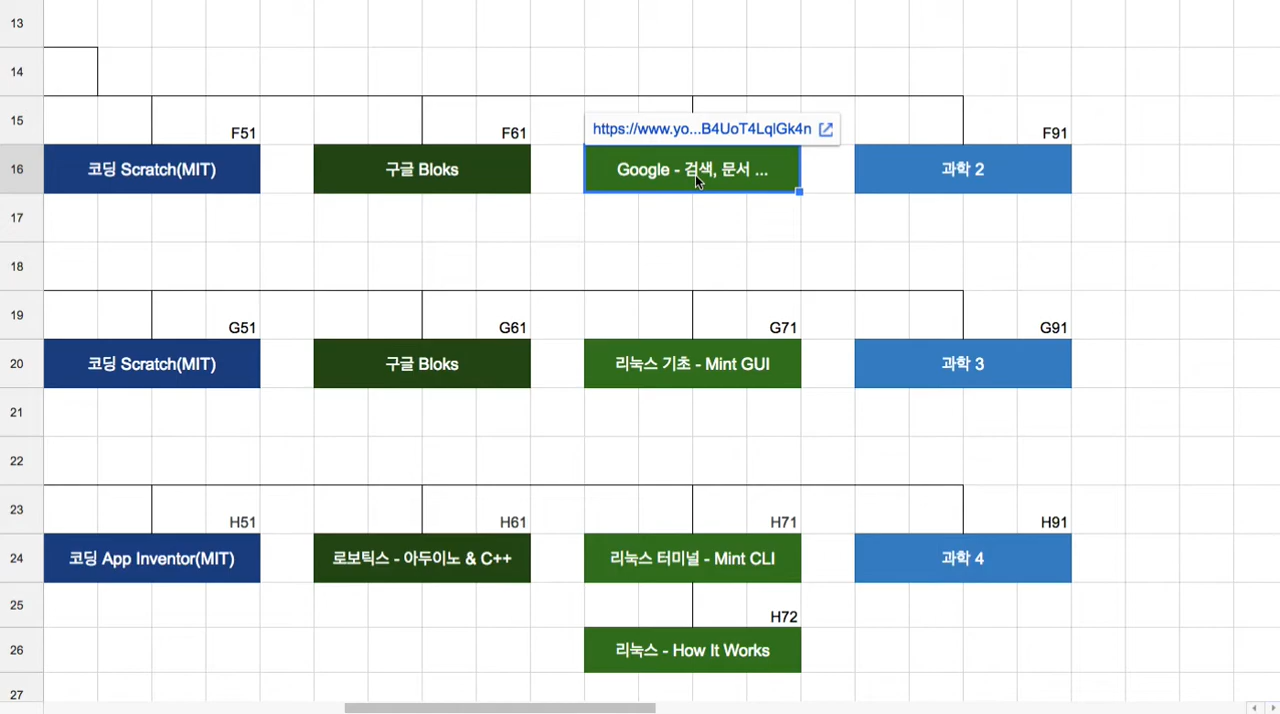 13
14
15
F51
F61
https://www.yo...B4UoT4LqlGk4n
F91
16
코딩 Scratch(MIT)
구글 Bloks
Google - 검색, 문서 ...
과학 2
17
18
19
G51
G61
G71
G91
20
코딩 Scratch(MIT)
구글 Bloks
리눅스 기초 - Mint GUI
과학 3
21
22
23
H51
H61
H71
H91
24
코딩 App Inventor(MIT)
로보틱스 - 아두이노 & C++
리눅스 터미널 - Mint CLI
과학 4
25
H72
26
리눅스 - How It Works
27